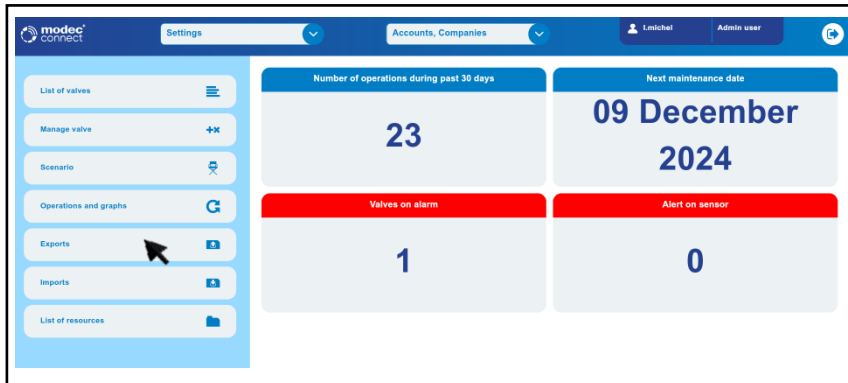 modec
connect
Settings
Accounts, Companies
l.michel
Admin user
List of valves
Manage valve
Scenario
Operations and graphs
Exports
Imports
List of resources
Number of operations during past 30 days
23
Next maintenance date
09 December
2024
Valves on alarm
1
Alert on sensor
0